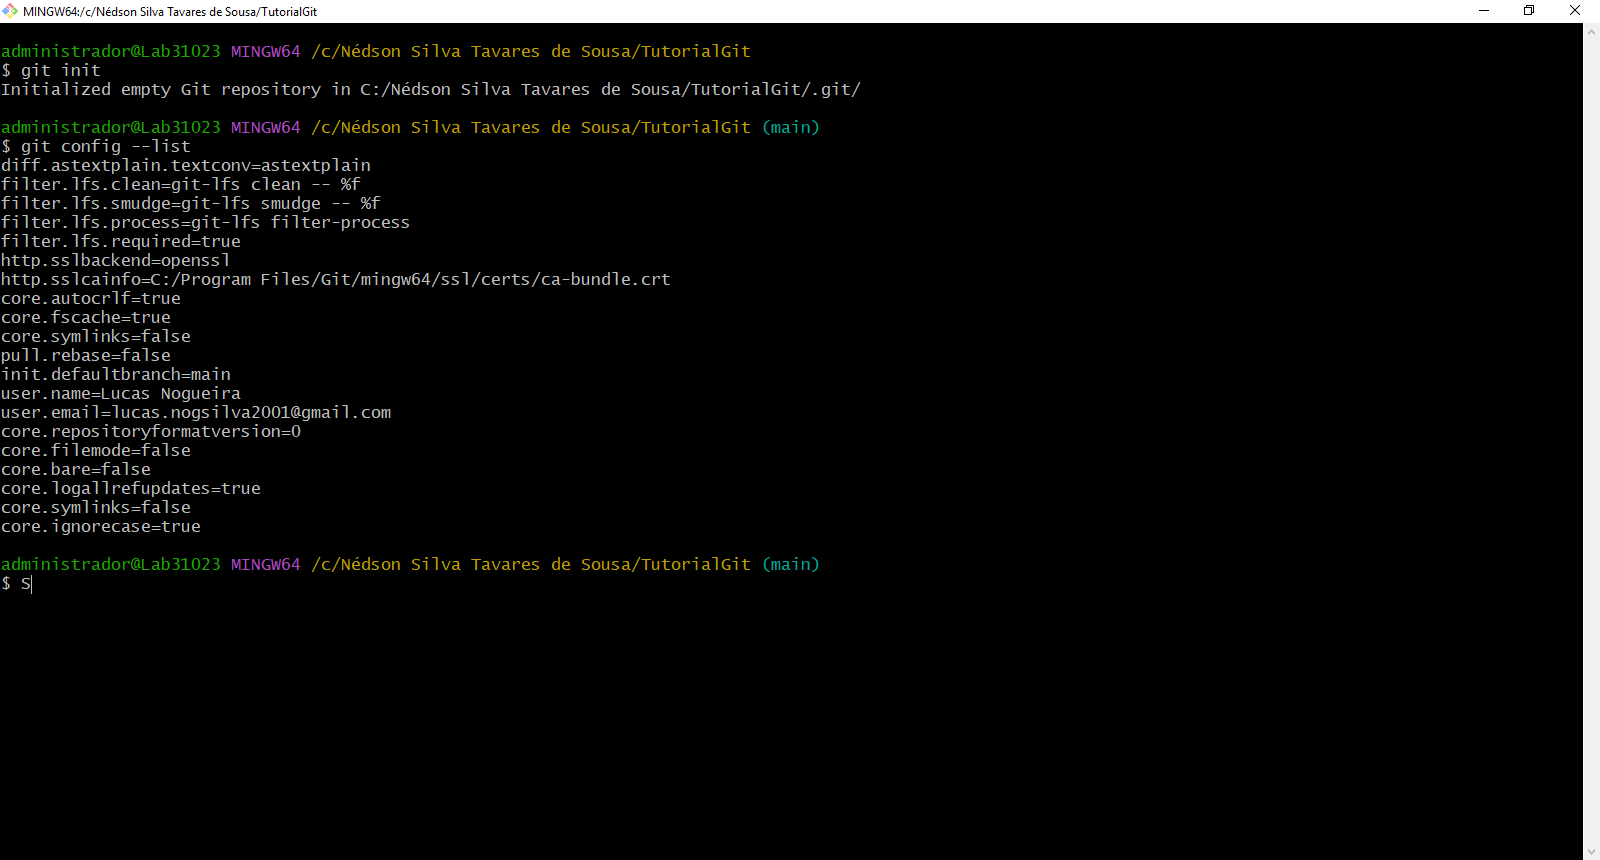 MINGW64:/c/Nédson Silva Tavares de Sousa/TutorialGit
administrador@Lab31023 MINGW64 /c/Nédson Silva Tavares de Sousa/TutorialGit
$ git init
Initialized empty Git repository in C:/Nédson Silva Tavares de Sousa/TutorialGit/.git/
administrador@Lab31023 MINGW64 /c/Nédson Silva Tavares de Sousa/TutorialGit (main)
$ git config --list
diff.astextplain.textconv=astextplain
filter.lfs.clean=git-lfs clean -- %f
filter.lfs.smudge=git-lfs smudge -- %f
filter.lfs.process=git-lfs filter-process
filter.lfs.required=true
http.sslbackend=openssl
http.sslcainfo=C:/Program Files/Git/mingw64/ssl/certs/ca-bundle.crt
core.autocrlf=true
core.fscache=true
core.symlinks=false
pull.rebase=false
init.defaultbranch=main
user.name=Lucas Nogueira
user.email=lucas.nogsilva2001@gmail.com
core.repositoryformatversion=0
core.filemode=false
core.bare=false
core.logallrefupdates=true
core.symlinks=false
core.ignorecase=true
administrador@Lab31023 MINGW64 /c/Nédson Silva Tavares de Sousa/TutorialGit (main)
$ S